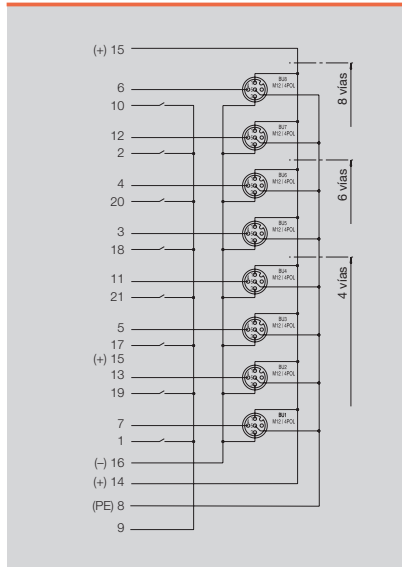 (+) 15
BU8
M12 / 4POL
6
10
8 vías
BU7
M12 / 4POL
12
2
BU6
M12 / 4POL
4
20
6 vías
BU5
M12 / 4POL
3
18
BU4
M12 / 4POL
11
21
4 vías
BU3
M12 / 4POL
5
17
(+) 15
BU2
M12 / 4POL
13
19
BU1
M12 / 4POL
7
1
(–) 16
(+) 14
(PE) 8
9